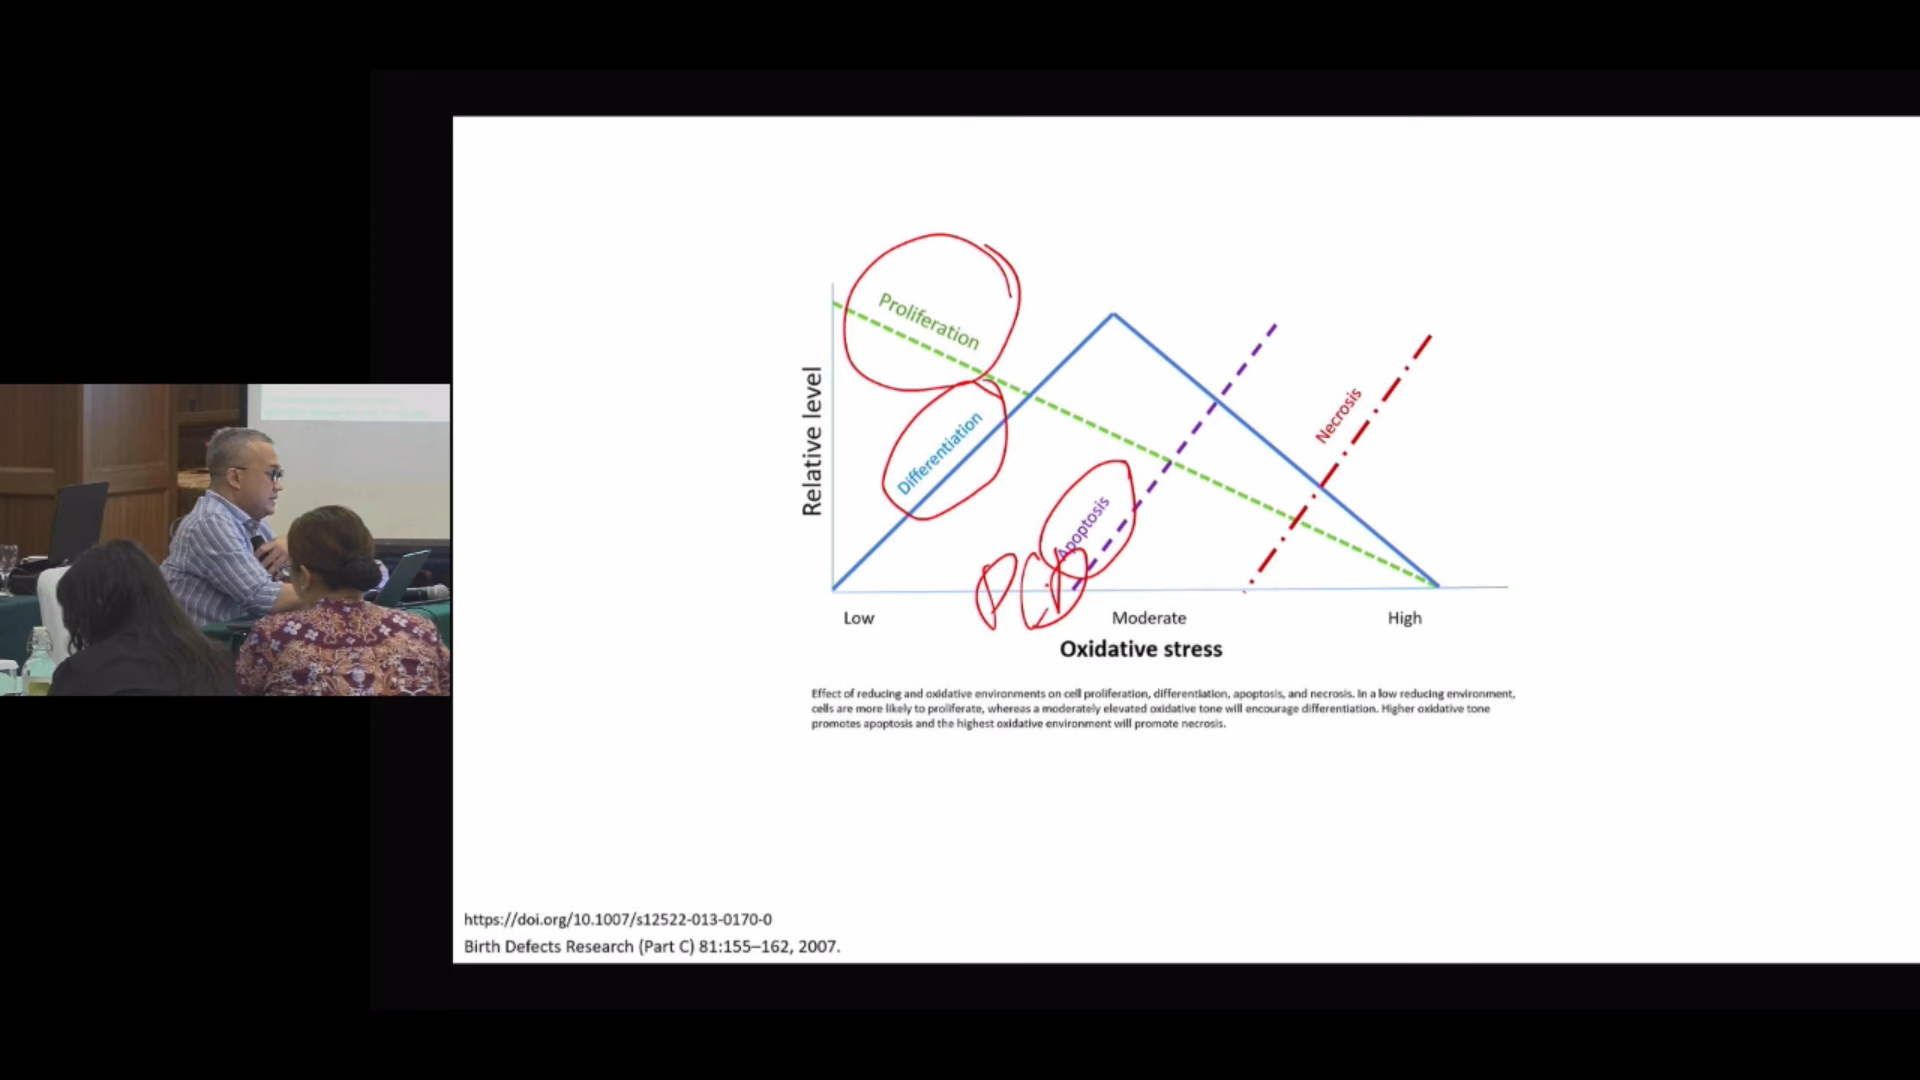 Proliferation
Differentiation
Apoptosis
Necrosis
PCD
Relative level
Low
Moderate
High
Oxidative stress
Effect of reducing and oxidative environments on cell proliferation, differentiation, apoptosis, and necrosis. In a low reducing environment,
cells are more likely to proliferate, whereas a moderately elevated oxidative tone will encourage differentiation. Higher oxidative tone
promotes apoptosis and the highest oxidative environment will promote necrosis.
https://doi.org/10.1007/s12522-013-0170-0
Birth Defects Research (Part C) 81:155–162, 2007.